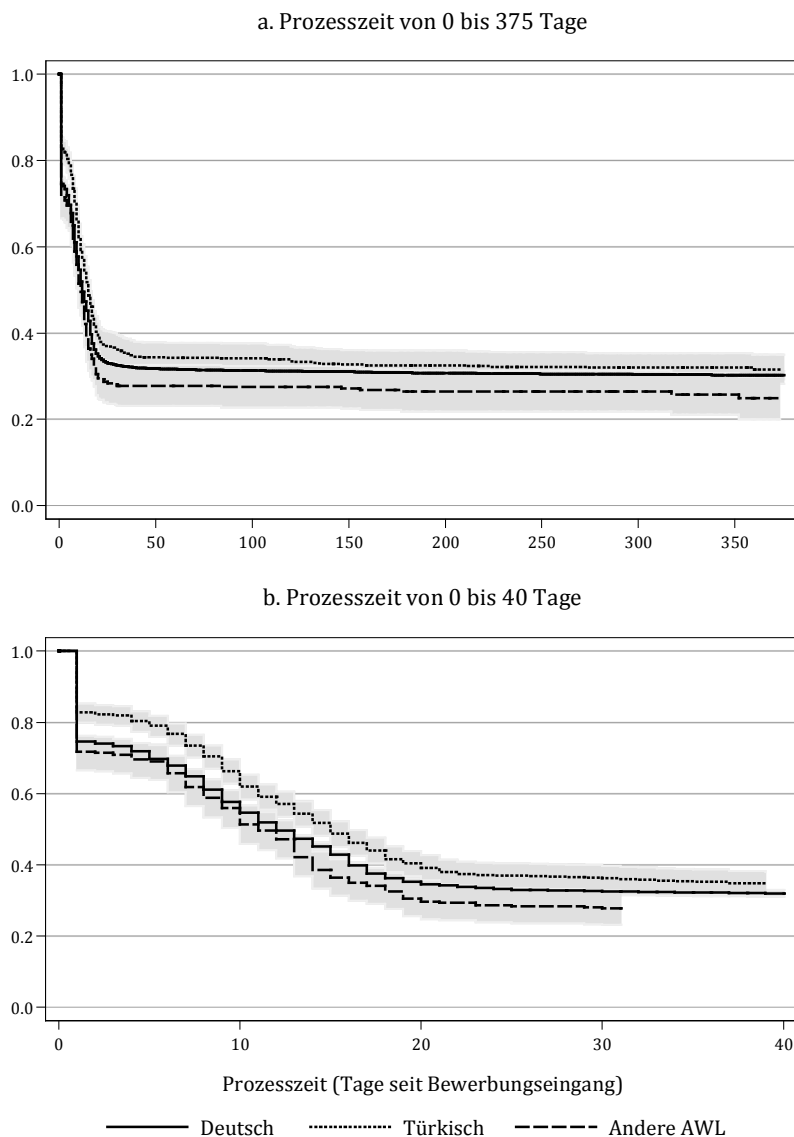 a. Prozesszeit von 0 bis 375 Tage
1.0
0.8
0.6
0.4
0.2
0.0
0 50 100 150 200 250 300 350
b. Prozesszeit von 0 bis 40 Tage
1.0
0.8
0.6
0.4
0.2
0.0
0 10 20 30 40
Prozesszeit (Tage seit Bewerbungseingang)
Deutsch Türkisch Andere AWL